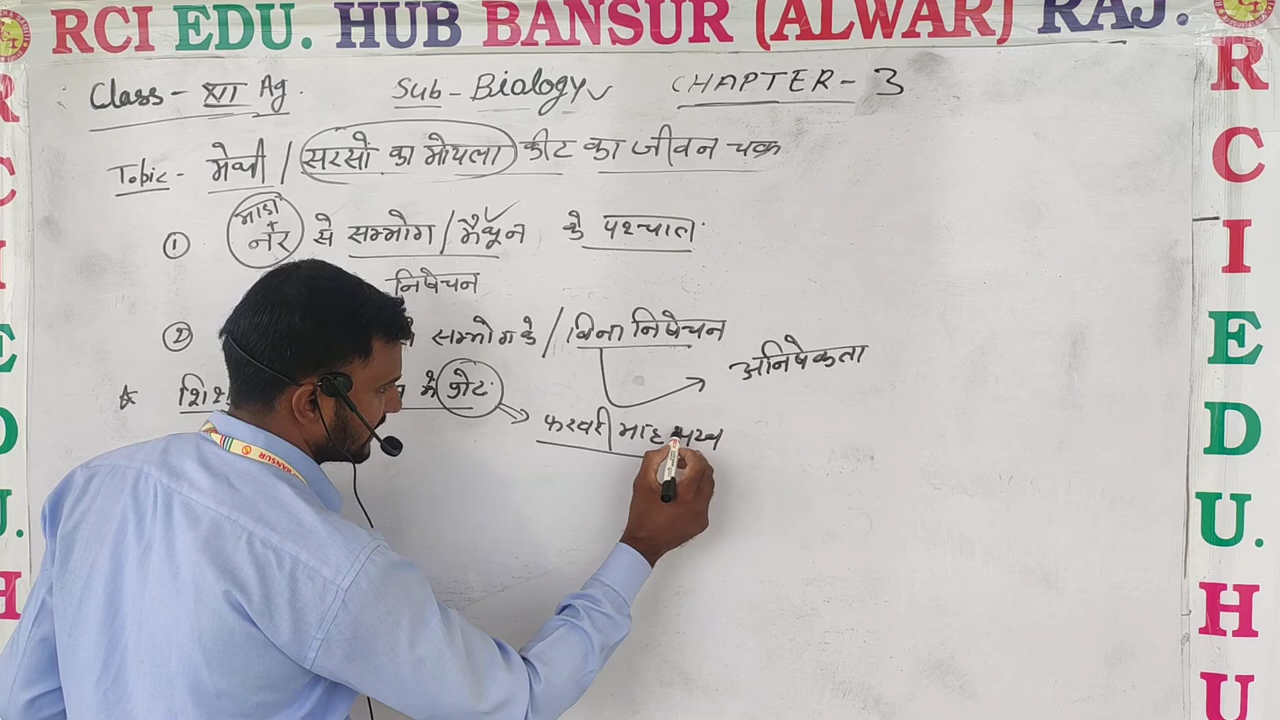 RCI EDU. HUB BANSUR (ALWAR) RAJ.
Class - XII Ag. Sub - Biology CHAPTER - 3
Topic - / सरसो का मोयला कीट का जीवन चक्र
① मादा + नर से सम्भोग / मैथुन के पश्चात
निषेचन
② सम्भोग के / बिना निषेचन
अनिषेकता
फरवरी माह
R
C
I
E
D
U.
H
U